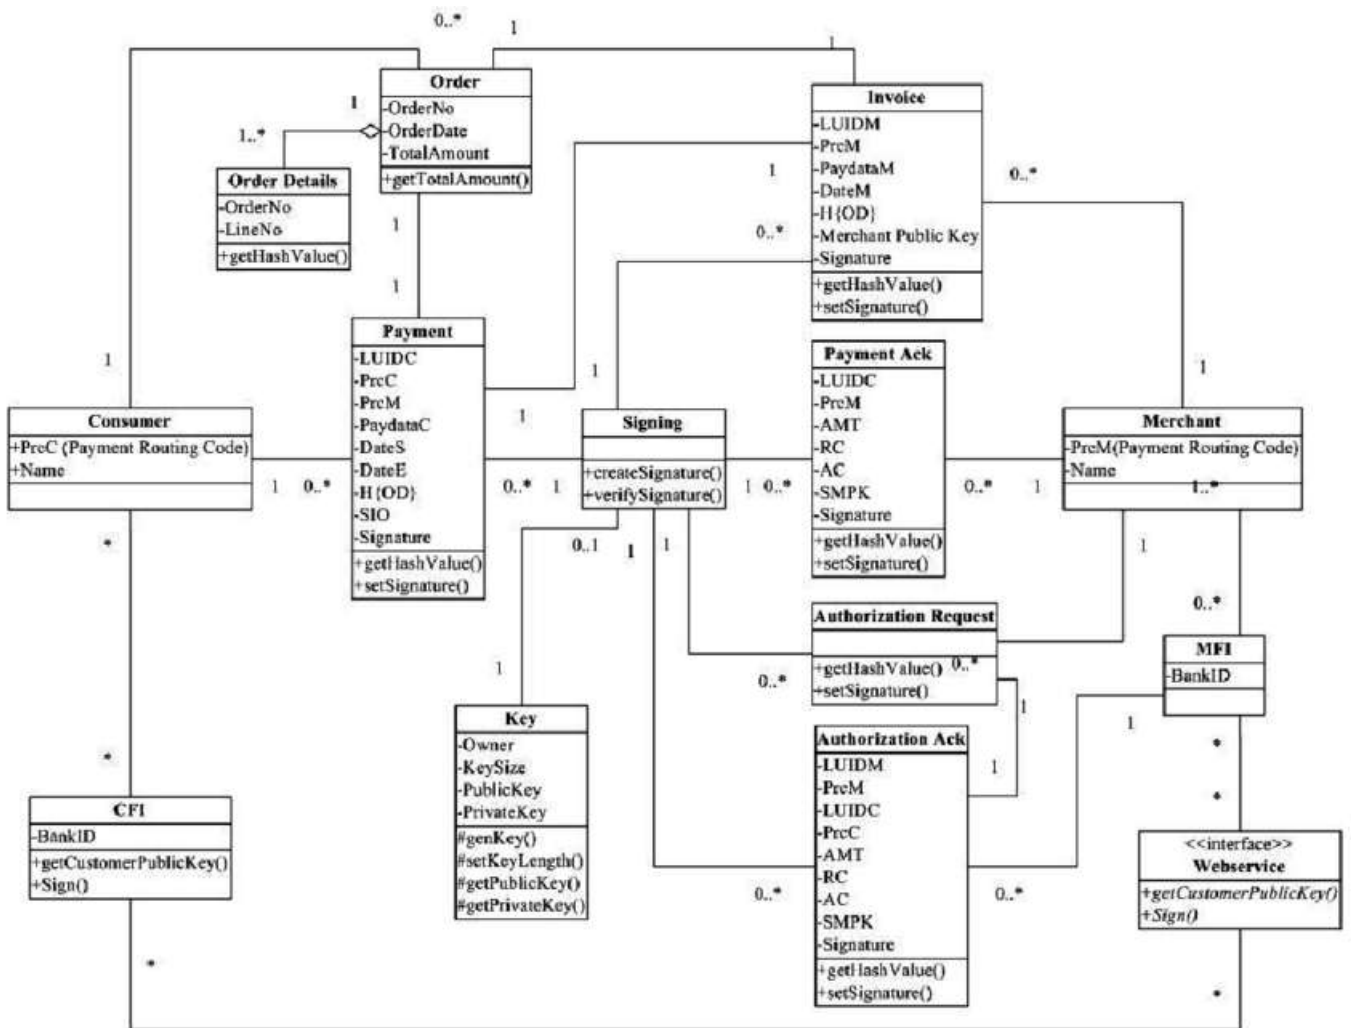 0..*
1
1
Order
-OrderNo
-OrderDate
-TotalAmount
+getTotalAmount()
1
1..*
Order Details
-OrderNo
-LineNo
+getHashValue()
Invoice
-LUIDM
-PrcM
-PaydataM
-DateM
-H{OD}
-Merchant Public Key
-Signature
+getHashValue()
+setSignature()
1
0..*
0..*
1
1
Payment
-LUIDC
-PrcC
-PrcM
-PaydataC
-DateS
-DateE
-H{OD}
-SIO
-Signature
+getHashValue()
+setSignature()
1
1
1
1
Consumer
+PrcC (Payment Routing Code)
+Name
1
0..*
0..*
1
Signing
+createSignature()
+verifySignature()
1
0..*
Payment Ack
-LUIDC
-PrcM
-AMT
-RC
-AC
-SMPK
-Signature
+getHashValue()
+setSignature()
0..*
1
Merchant
-PrcM(Payment Routing Code)
-Name
1..*
*
0..1
1
1
1
0..*
Authorization Request
+getHashValue()
+setSignature()
0..*
0..*
MFI
-BankID
1
1
1
1
Key
-Owner
-KeySize
-PublicKey
-PrivateKey
#genKey()
#setKeyLength()
#getPublicKey()
#getPrivateKey()
Authorization Ack
-LUIDM
-PrcM
-LUIDC
-PrcC
-AMT
-RC
-AC
-SMPK
-Signature
+getHashValue()
+setSignature()
0..*
0..*
*
*
*
CFI
-BankID
+getCustomerPublicKey()
+Sign()
<<interface>>
Webservice
+getCustomerPublicKey()
+Sign()
*
*